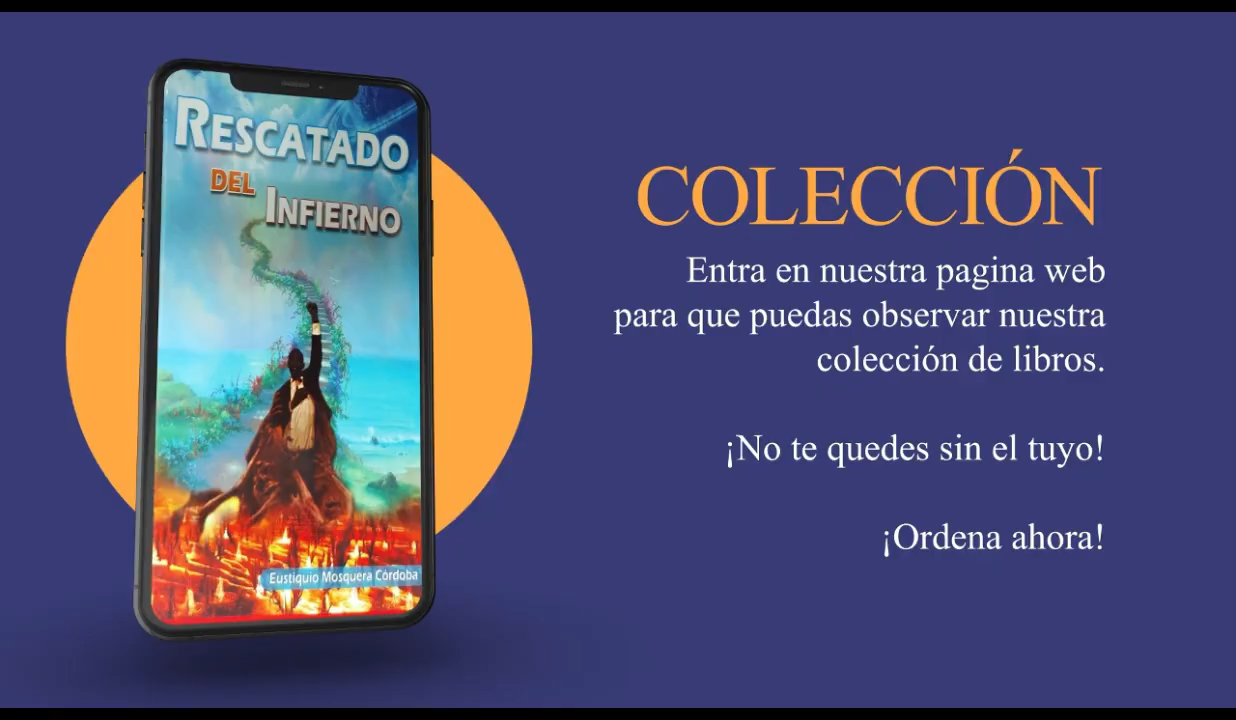 RESCATADO
DEL
INFIERNO
Eustiquio Mosquera Córdoba
COLECCIÓN
Entra en nuestra pagina web
para que puedas observar nuestra
colección de libros.
¡No te quedes sin el tuyo!
¡Ordena ahora!